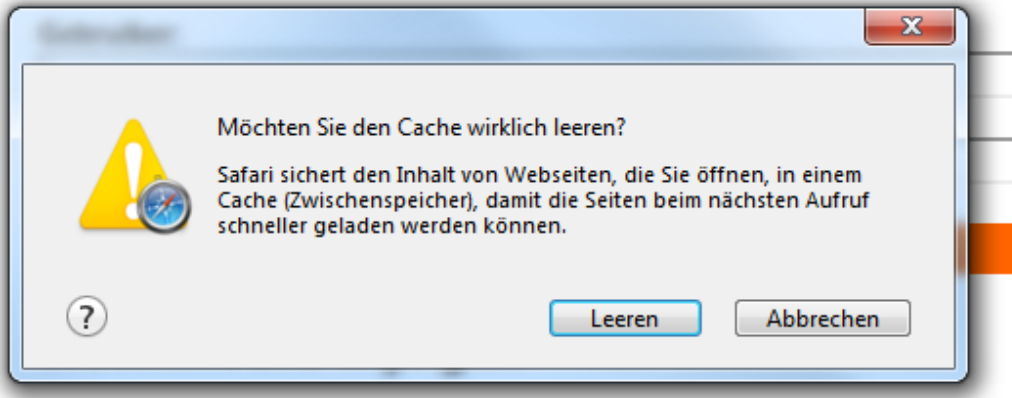 Möchten Sie den Cache wirklich leeren?
Safari sichert den Inhalt von Webseiten, die Sie öffnen, in einem
Cache (Zwischenspeicher), damit die Seiten beim nächsten Aufruf
schneller geladen werden können.
?
Leeren
Abbrechen